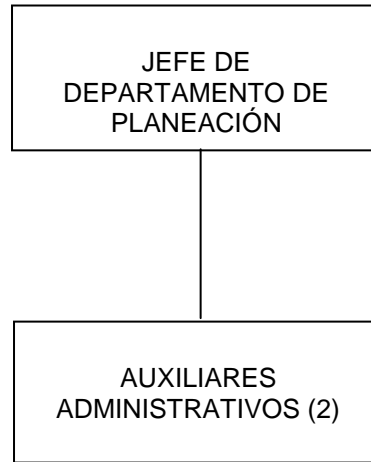 JEFE DE
DEPARTAMENTO DE
PLANEACIÓN
AUXILIARES
ADMINISTRATIVOS (2)